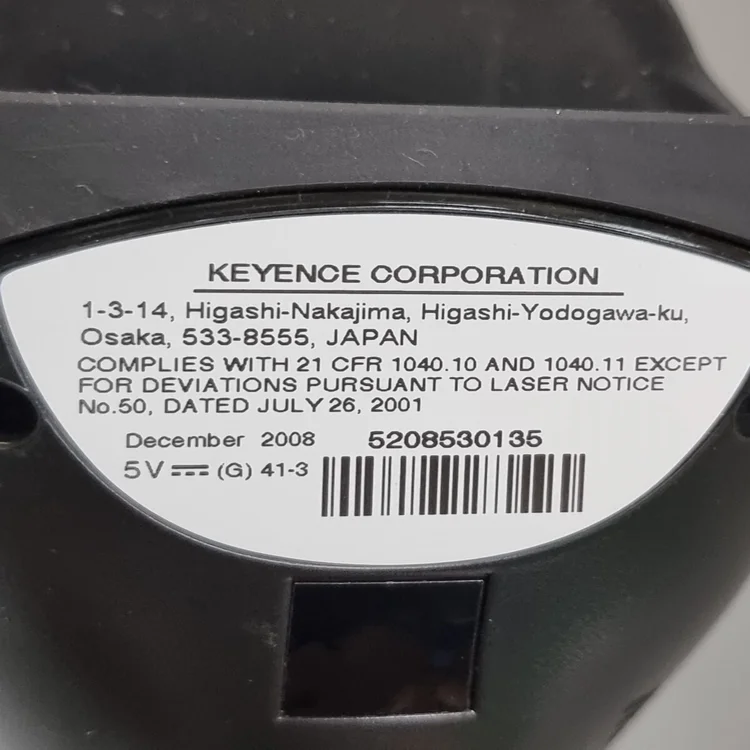 KEYENCE CORPORATION
1-3-14, Higashi-Nakajima, Higashi-Yodogawa-ku,
Osaka, 533-8555, JAPAN
COMPLIES WITH 21 CFR 1040.10 AND 1040.11 EXCEPT
FOR DEVIATIONS PURSUANT TO LASER NOTICE
No.50, DATED JULY 26, 2001
December 2008 5208530135
5V⎓ (G) 41-3